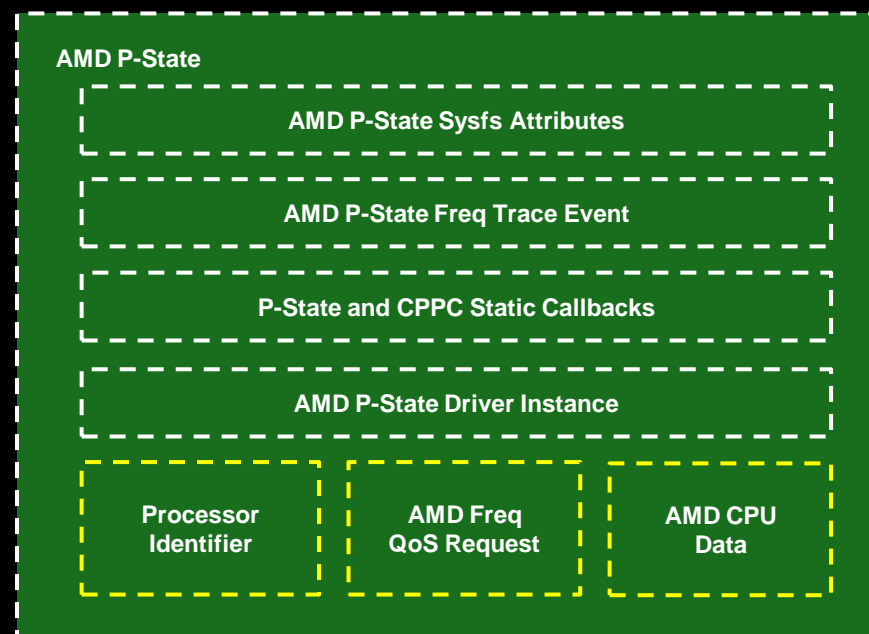 AMD P-State
AMD P-State Sysfs Attributes
AMD P-State Freq Trace Event
P-State and CPPC Static Callbacks
AMD P-State Driver Instance
Processor
Identifier
AMD Freq
QoS Request
AMD CPU
Data